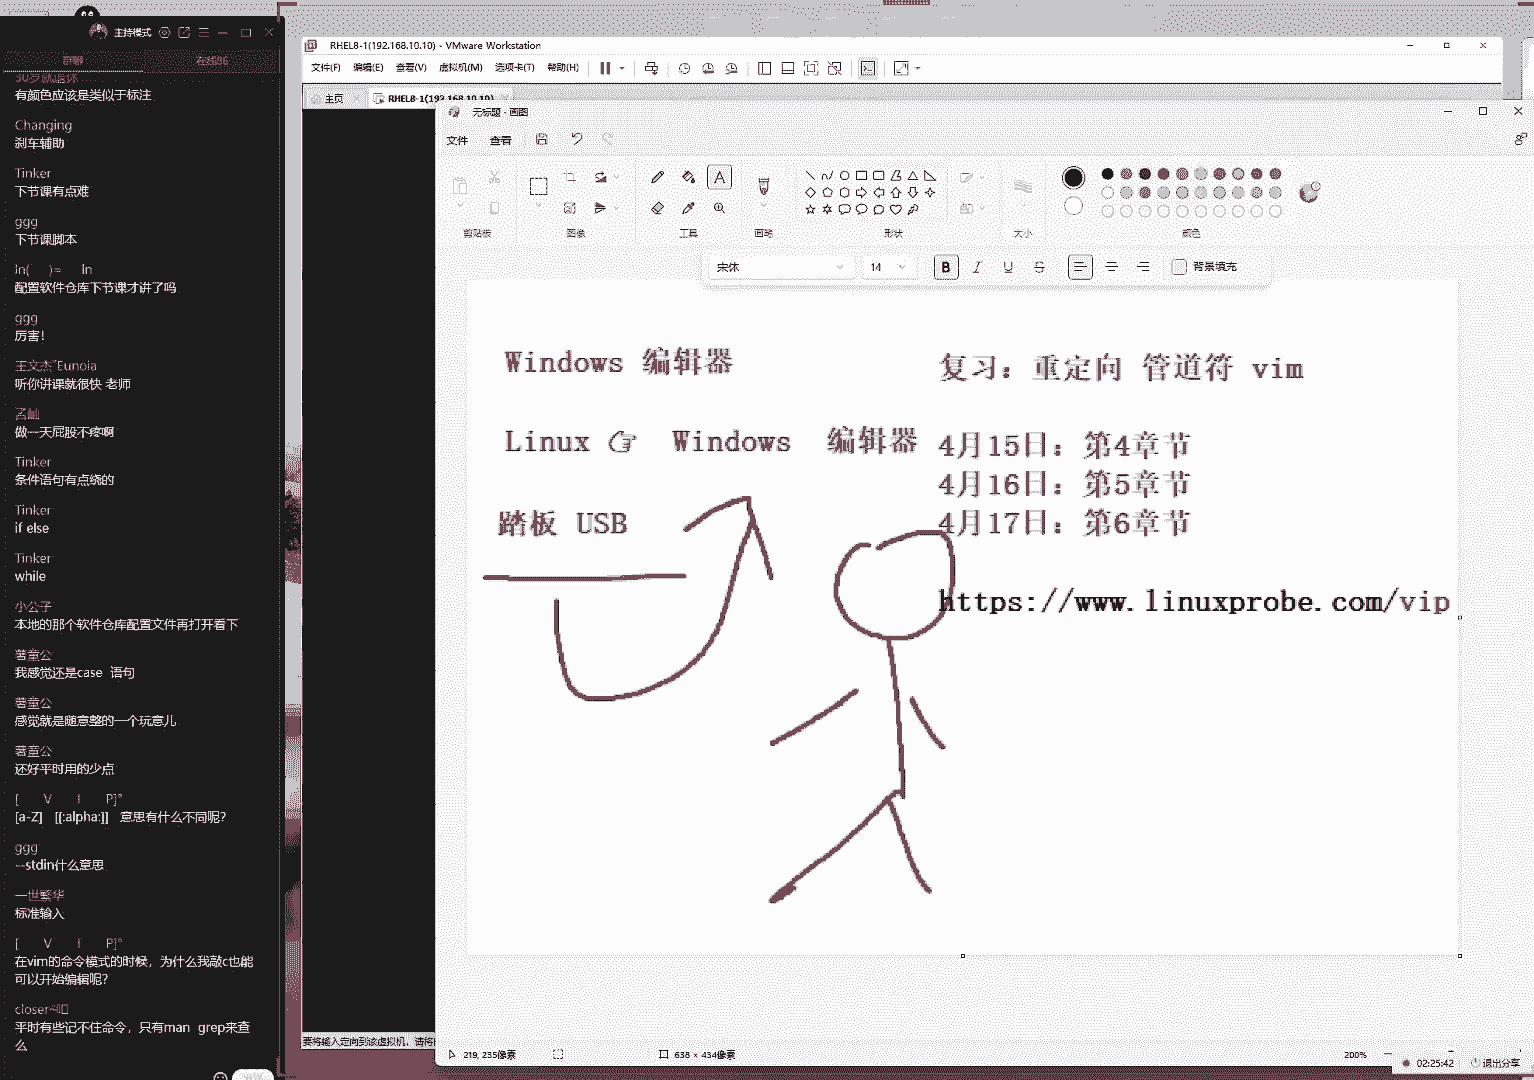 主持模式
群聊
在线86
30岁就退休
有颜色应该是类似于标注
Changing
刹车辅助
Tinker
下节课有点难
ggg
下节课脚本
ln( )= ln
配置软件仓库下节课才讲了吗
ggg
厉害!
王文杰~Eunoia
听你讲课就很快 老师
做一天屁股不疼啊
Tinker
条件语句有点绕的
Tinker
if else
Tinker
while
小公子
本地的那个软件仓库配置文件再打开看下
薯童公
我感觉还是case 语句
薯童公
感觉就是随意整的一个玩意儿
薯童公
还好平时用的少点
[ V I P]°
[a-Z] [[:alpha:]] 意思有什么不同呢?
ggg
--stdin什么意思
一世繁华
标准输入
[ V I P]°
在vim的命令模式的时候，为什么我敲c也能
可以开始编辑呢?
closer
平时有些记不住命令，只有man grep来查
么
RHEL8-1(192.168.10.10) - VMware Workstation
文件(F) 编辑(E) 查看(V) 虚拟机(M) 选项卡(T) 帮助(H)
主页 RHEL8-1(192.168.10.10)
无标题 - 画图
文件 查看
剪贴板 图像 工具 画笔 形状 大小 颜色
宋体 14 B I U S 背景填充
Windows 编辑器
复习: 重定向 管道符 vim
Linux 👉 Windows 编辑器
4月15日: 第4章节
4月16日: 第5章节
踏板 USB
4月17日: 第6章节
https://www.linuxprobe.com/vip
要将输入定向到该虚拟机，请将
219, 235像素
638 × 434像素
200%
02:25:42
退出分享